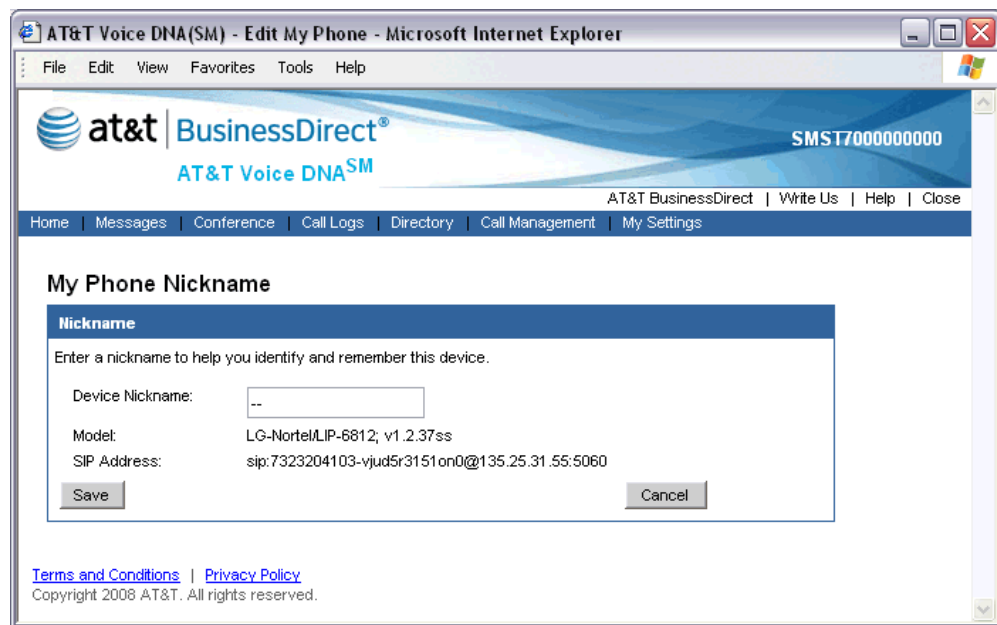 AT&T Voice DNA(SM) - Edit My Phone - Microsoft Internet Explorer
File Edit View Favorites Tools Help
at&t | BusinessDirect®
SMST7000000000
AT&T Voice DNA SM
AT&T BusinessDirect | Write Us | Help | Close
Home | Messages | Conference | Call Logs | Directory | Call Management | My Settings
My Phone Nickname
Nickname
Enter a nickname to help you identify and remember this device.
Device Nickname: --
Model: LG-Nortel/LIP-6812; v1.2.37ss
SIP Address: sip:7323204103-vjud5r3151on0@135.25.31.55:5060
Save Cancel
Terms and Conditions | Privacy Policy
Copyright 2008 AT&T. All rights reserved.